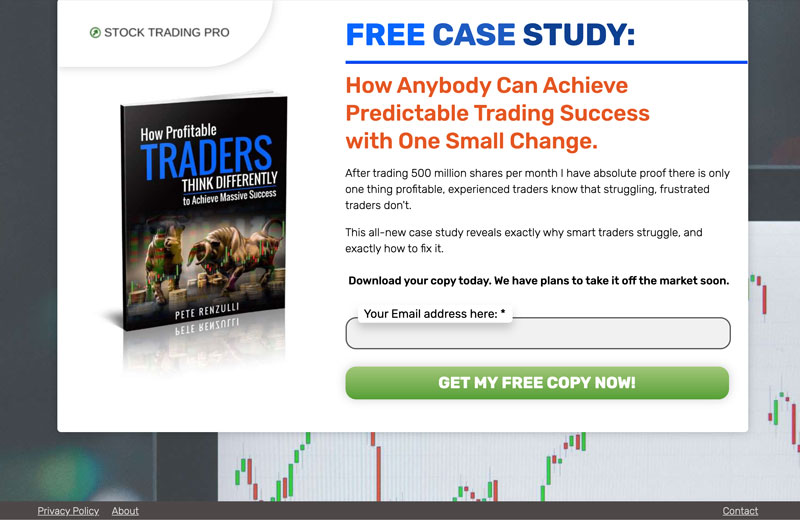 STOCK TRADING PRO
FREE CASE STUDY:
How Anybody Can Achieve
Predictable Trading Success
with One Small Change.
How Profitable
TRADERS
THINK DIFFERENTLY
to Achieve Massive Success
PETE RENZULLI
After trading 500 million shares per month I have absolute proof there is only
one thing profitable, experienced traders know that struggling, frustrated
traders don't.
This all-new case study reveals exactly why smart traders struggle, and
exactly how to fix it.
Download your copy today. We have plans to take it off the market soon.
Your Email address here: *
GET MY FREE COPY NOW!
Privacy Policy
About
Contact